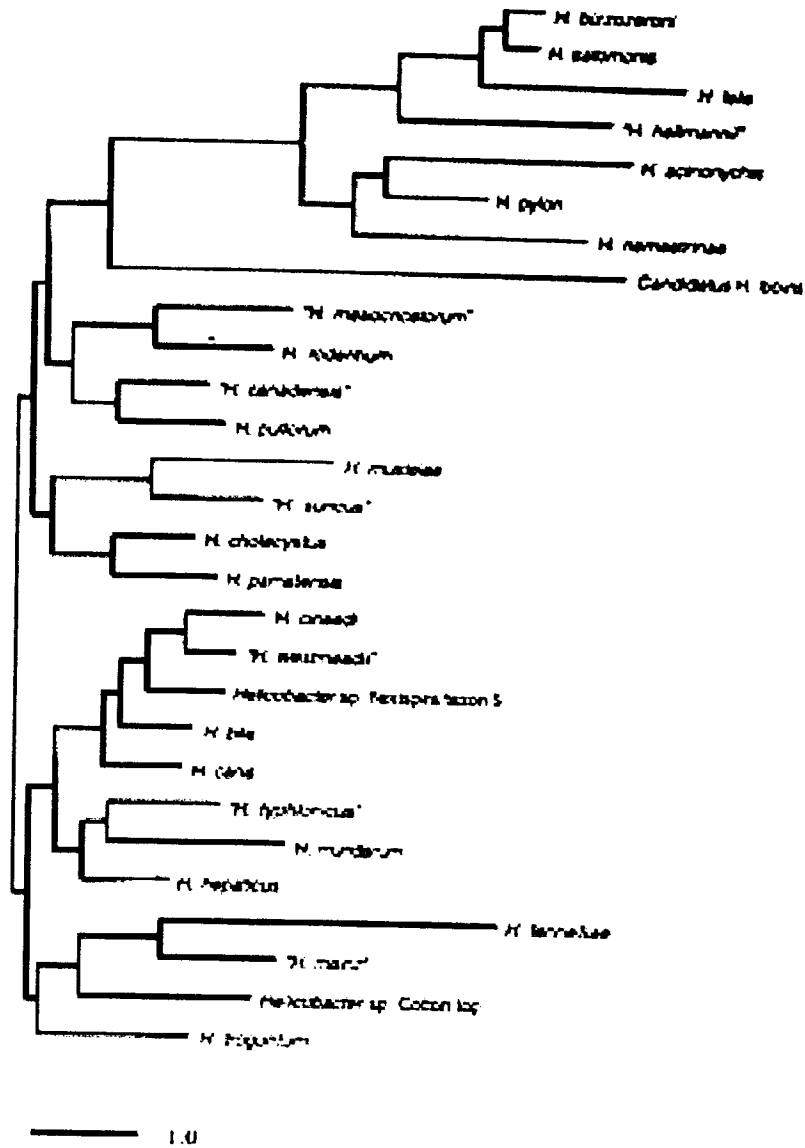 H. bizzozeronii
H. salomonis
H. felis
"H. heilmannii"
H. acinonychis
H. pylori
H. nemestrinae
Candidatus H. bovis
"H. mesocricetorum"
H. rodentium
"H. canadensis"
H. pullorum
H. mustelae
"H. suncus"
H. cholecystus
H. pametensis
H. cinaedi
"H. westmeadii"
Helicobacter sp. flexispira taxon 5
H. bilis
H. canis
"H. typhlonicus"
H. muridarum
H. hepaticus
H. fennelliae
Helicobacter sp. Cotton top
H. trogontum
1.0